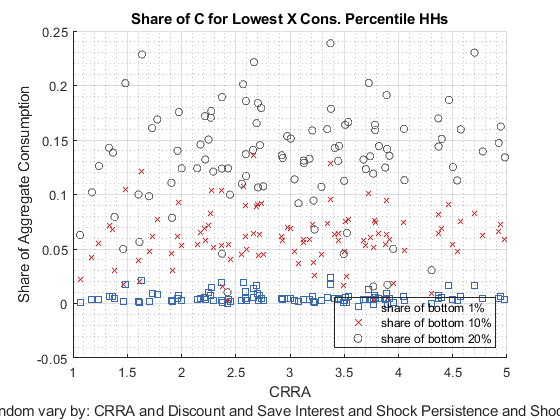 Share of C for Lowest X Cons. Percentile HHs
Share of Aggregate Consumption
0.25
0.2
0.15
0.1
0.05
0
-0.05
share of bottom 1%
share of bottom 10%
share of bottom 20%
1 1.5 2 2.5 3 3.5 4 4.5 5
CRRA
ndom vary by: CRRA and Discount and Save Interest and Shock Persistence and Shoc